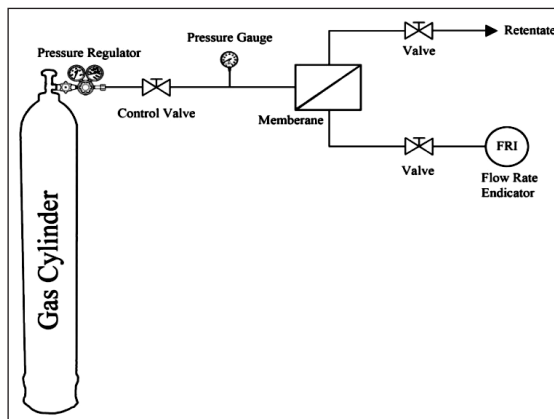 Pressure Regulator
Pressure Gauge
Valve
Retentate
Control Valve
Memberane
Valve
FRI
Flow Rate
Endicator
Gas Cylinder